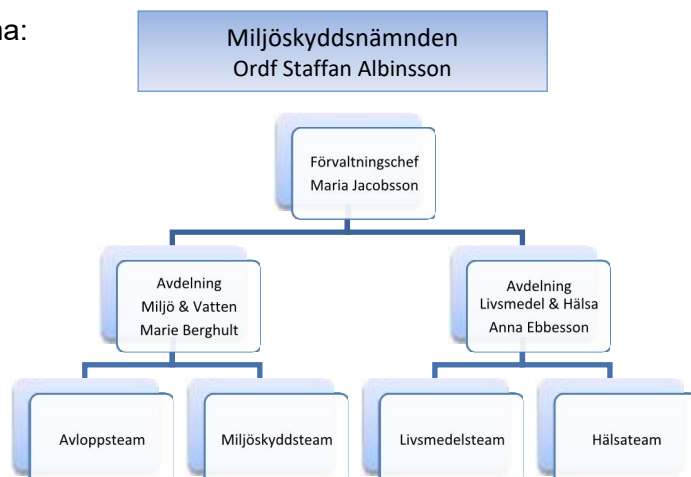 na:
Miljöskyddsnämnden
Ordf Staffan Albinsson
Förvaltningschef
Maria Jacobsson
Avdelning
Miljö & Vatten
Marie Berghult
Avdelning
Livsmedel & Hälsa
Anna Ebbesson
Avloppsteam
Miljöskyddsteam
Livsmedelsteam
Hälsateam